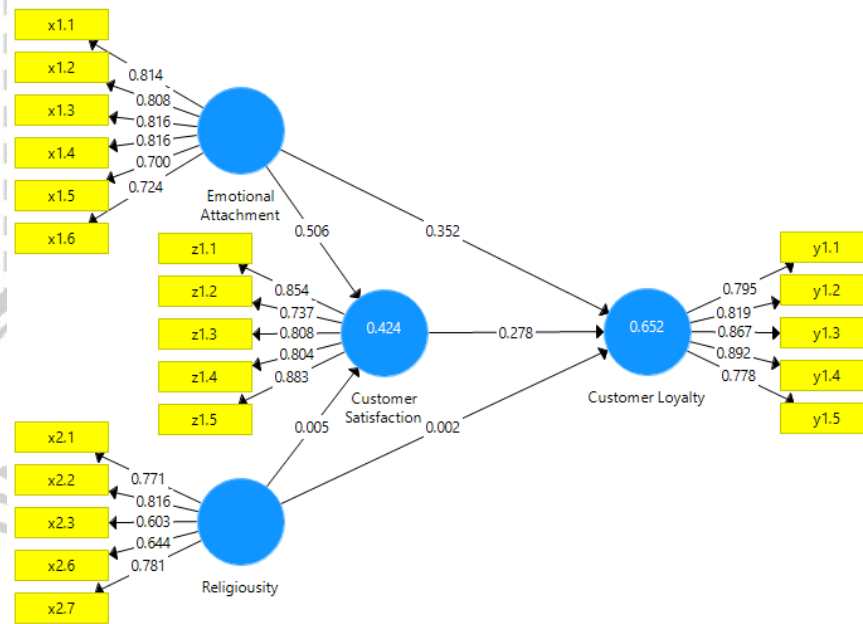 x1.1
x1.2
x1.3
x1.4
x1.5
x1.6
0.814
0.808
0.816
0.816
0.700
0.724
Emotional
Attachment
0.506
0.352
z1.1
z1.2
z1.3
z1.4
z1.5
0.854
0.737
0.808
0.804
0.883
0.424
Customer
Satisfaction
0.278
0.652
Customer Loyalty
0.795
0.819
0.867
0.892
0.778
y1.1
y1.2
y1.3
y1.4
y1.5
0.005
0.002
x2.1
x2.2
x2.3
x2.6
x2.7
0.771
0.816
0.603
0.644
0.781
Religiousity